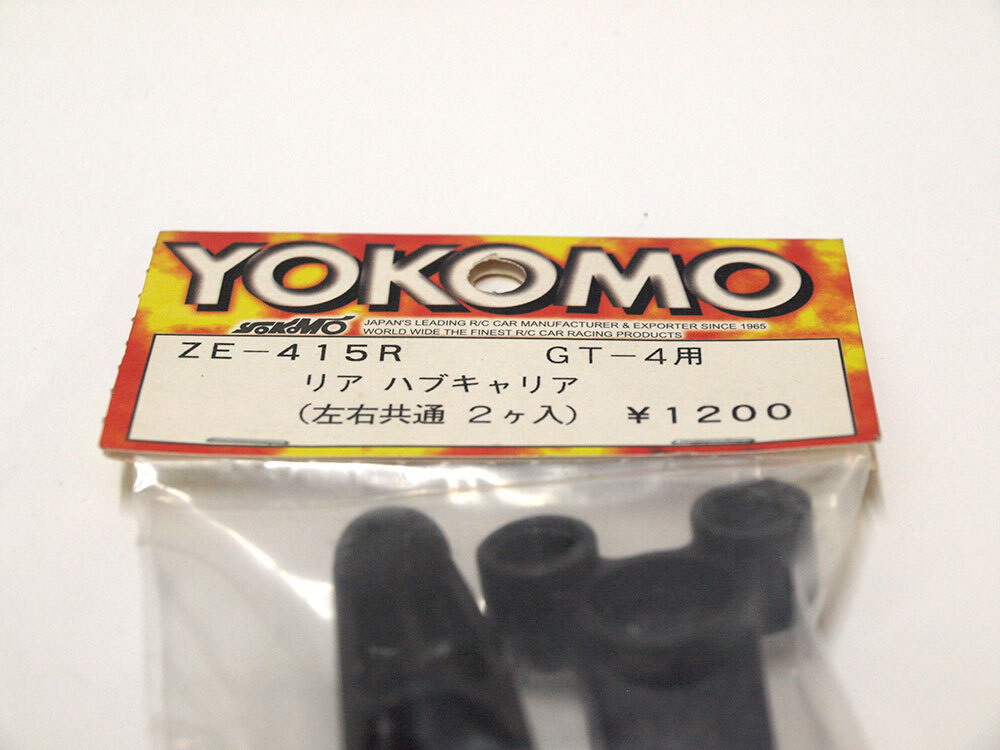 YOKOMO
YOKOMO JAPAN'S LEADING R/C CAR MANUFACTURER & EXPORTER SINCE 1965
WORLD WIDE THE FINEST R/C CAR RACING PRODUCTS
ZE-415R GT-4用
リア ハブキャリア
(左右共通 2ヶ入) ¥1200